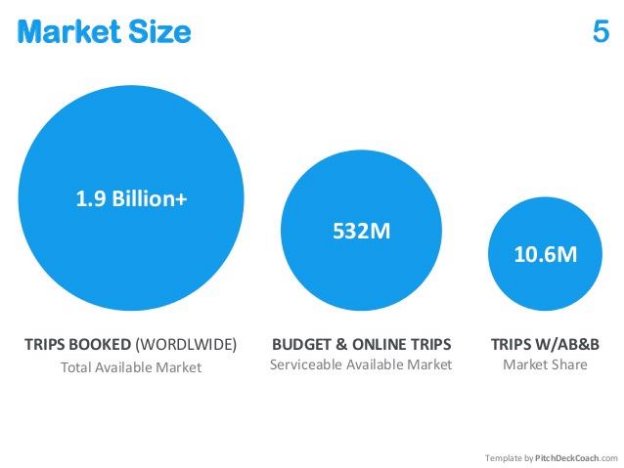 Market Size
5
1.9 Billion+
532M
10.6M
TRIPS BOOKED (WORDLWIDE)
Total Available Market
BUDGET & ONLINE TRIPS
Serviceable Available Market
TRIPS W/AB&B
Market Share
Template by PitchDeckCoach.com